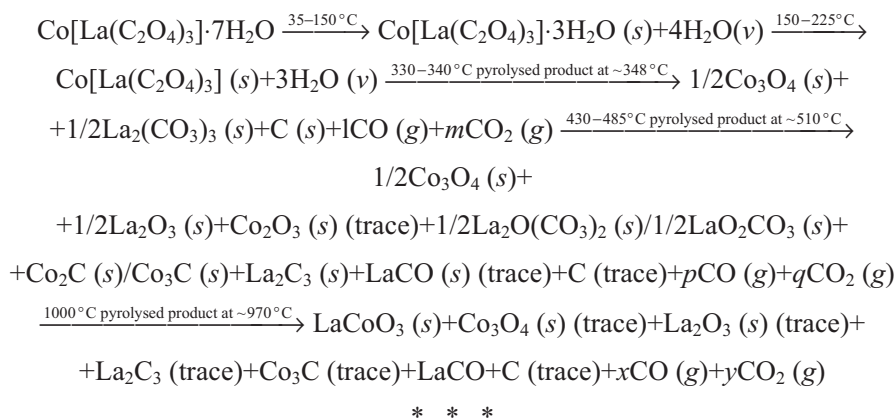 Co[La(C₂O₄)₃]·7H₂O —35–150°C→ Co[La(C₂O₄)₃]·3H₂O (s)+4H₂O(v) —150–225°C→
Co[La(C₂O₄)₃] (s)+3H₂O (v) —330–340°C pyrolysed product at ~348°C→ 1/2Co₃O₄ (s)+
+1/2La₂(CO₃)₃ (s)+C (s)+lCO (g)+mCO₂ (g) —430–485°C pyrolysed product at ~510°C→
1/2Co₃O₄ (s)+
+1/2La₂O₃ (s)+Co₂O₃ (s) (trace)+1/2La₂O(CO₃)₂ (s)/1/2LaO₂CO₃ (s)+
+Co₂C (s)/Co₃C (s)+La₂C₃ (s)+LaCO (s) (trace)+C (trace)+pCO (g)+qCO₂ (g)
—1000°C pyrolysed product at ~970°C→ LaCoO₃ (s)+Co₃O₄ (s) (trace)+La₂O₃ (s) (trace)+
+La₂C₃ (trace)+Co₃C (trace)+LaCO+C (trace)+xCO (g)+yCO₂ (g)
* * *